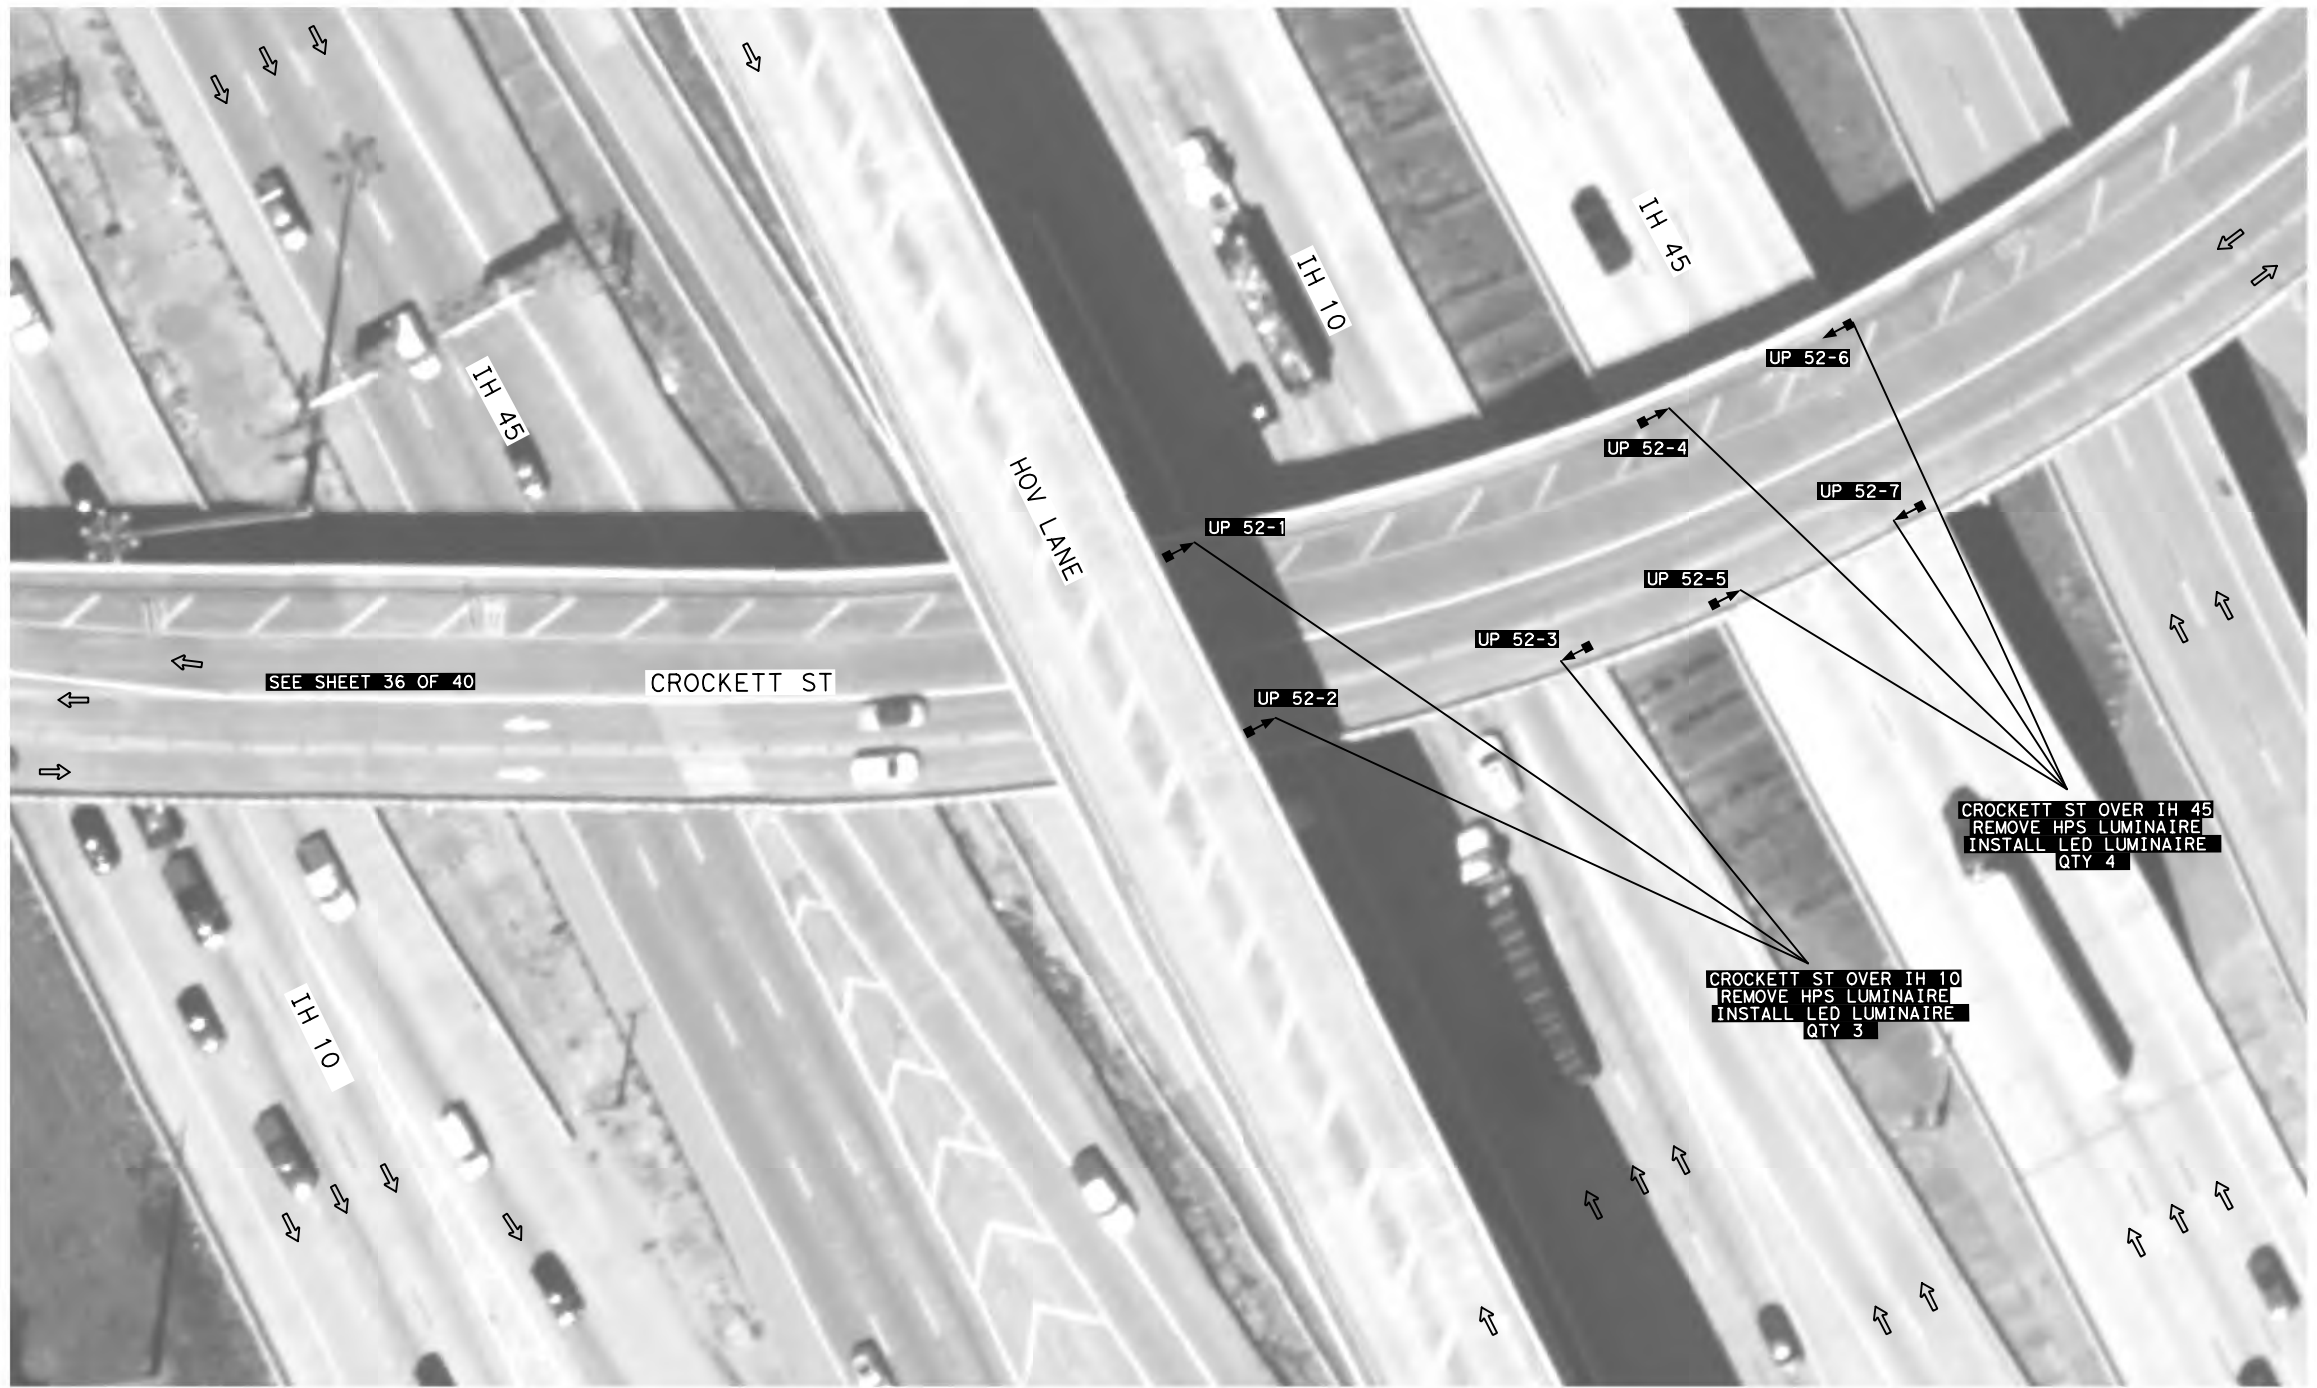 IH 45
IH 10
IH 45
HOV LANE
UP 52-6
UP 52-4
UP 52-7
UP 52-1
UP 52-5
UP 52-3
UP 52-2
SEE SHEET 36 OF 40
CROCKETT ST
CROCKETT ST OVER IH 45
REMOVE HPS LUMINAIRE
INSTALL LED LUMINAIRE
QTY 4
CROCKETT ST OVER IH 10
REMOVE HPS LUMINAIRE
INSTALL LED LUMINAIRE
QTY 3
IH 10